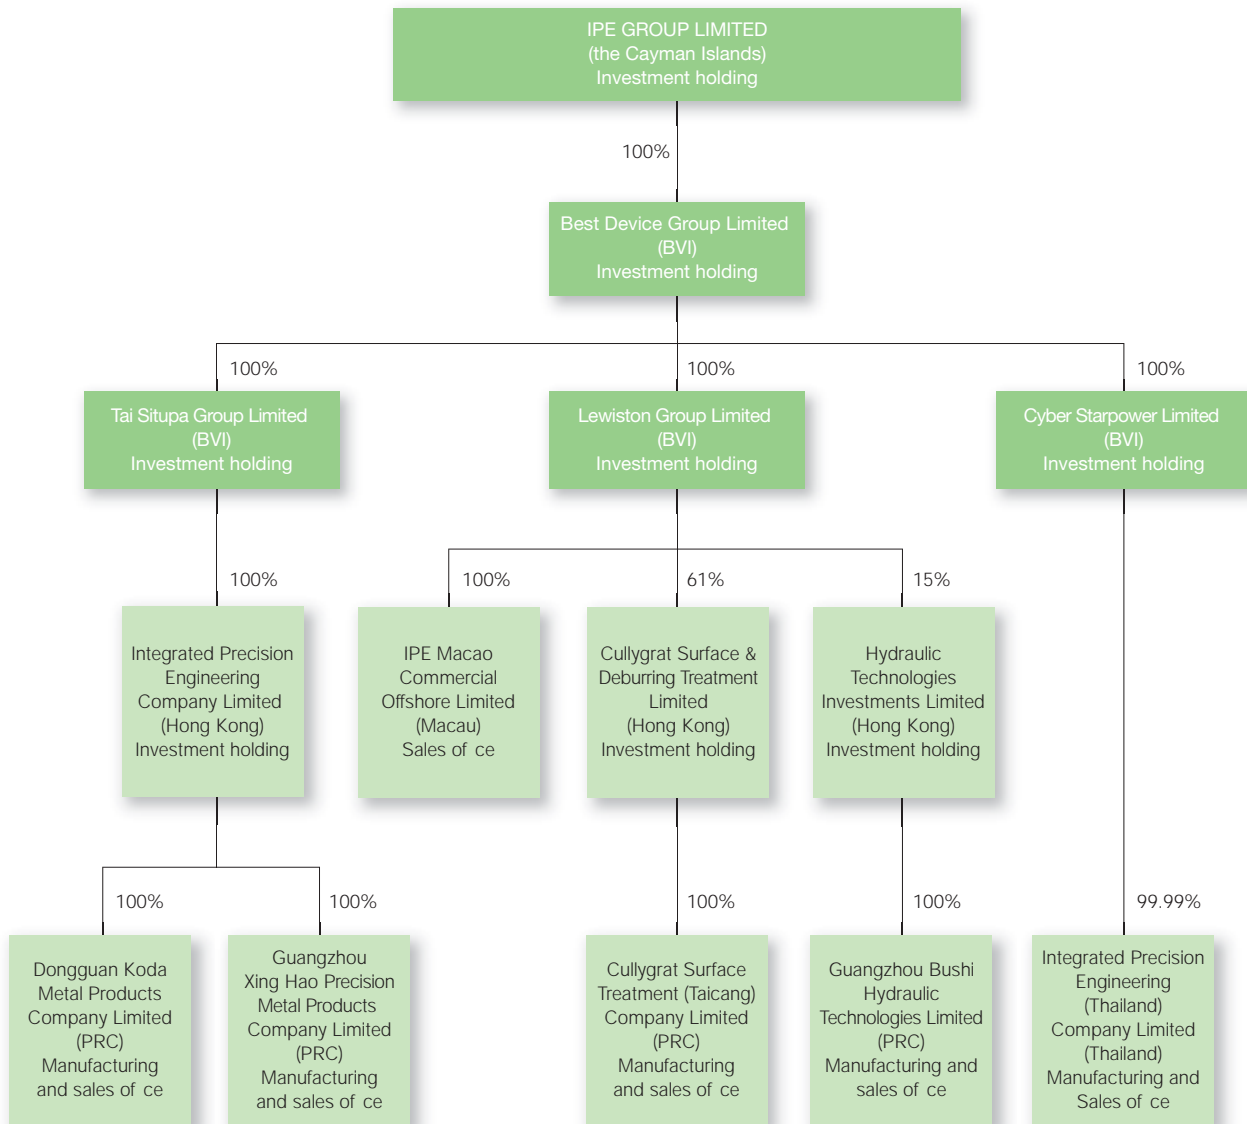 IPE GROUP LIMITED
(the Cayman Islands)
Investment holding
100%
Best Device Group Limited
(BVI)
Investment holding
100%
100%
100%
Tai Situpa Group Limited
(BVI)
Investment holding
Lewiston Group Limited
(BVI)
Investment holding
Cyber Starpower Limited
(BVI)
Investment holding
100%
100%
61%
15%
Integrated Precision
Engineering
Company Limited
(Hong Kong)
Investment holding
IPE Macao
Commercial
Offshore Limited
(Macau)
Sales of ce
Cullygrat Surface &
Deburring Treatment
Limited
(Hong Kong)
Investment holding
Hydraulic
Technologies
Investments Limited
(Hong Kong)
Investment holding
100%
100%
100%
100%
99.99%
Dongguan Koda
Metal Products
Company Limited
(PRC)
Manufacturing
and sales of ce
Guangzhou
Xing Hao Precision
Metal Products
Company Limited
(PRC)
Manufacturing
and sales of ce
Cullygrat Surface
Treatment (Taicang)
Company Limited
(PRC)
Manufacturing
and sales of ce
Guangzhou Bushi
Hydraulic
Technologies Limited
(PRC)
Manufacturing and
sales of ce
Integrated Precision
Engineering
(Thailand)
Company Limited
(Thailand)
Manufacturing and
Sales of ce